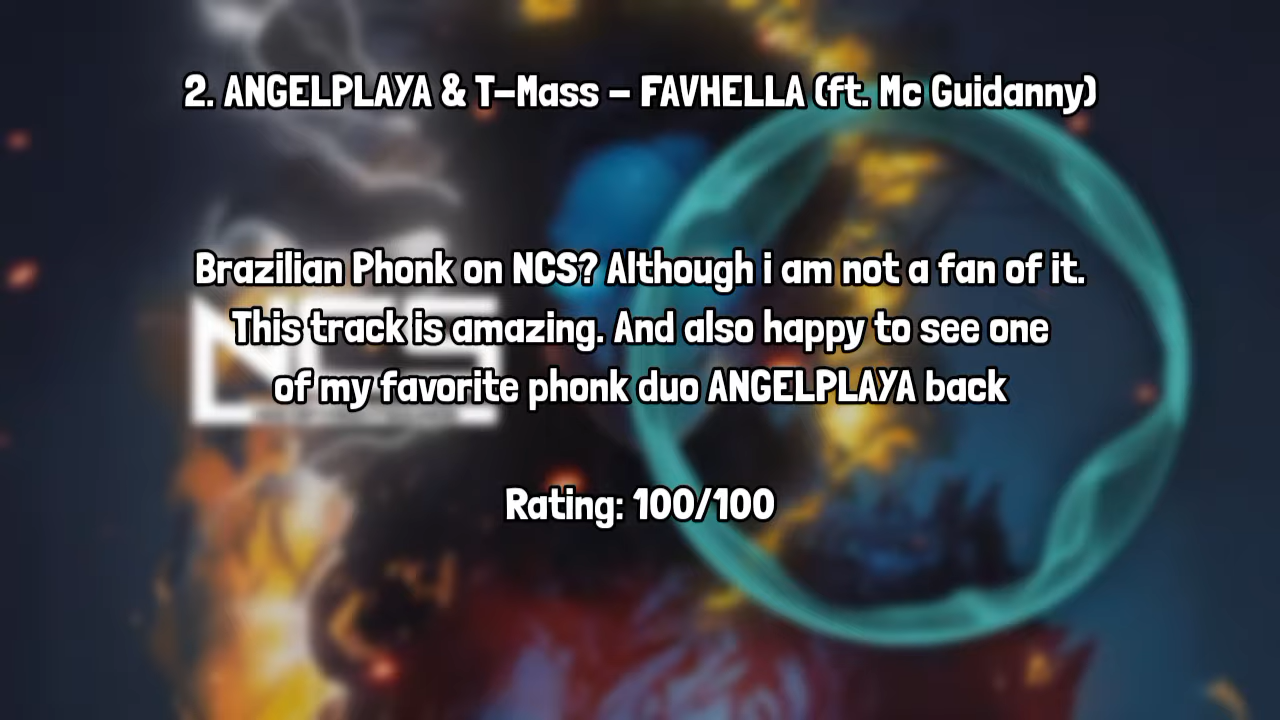 2. ANGELPLAYA & T-Mass - FAVHELLA (ft. Mc Guidanny)
Brazilian Phonk on NCS? Although i am not a fan of it.
This track is amazing. And also happy to see one
of my favorite phonk duo ANGELPLAYA back
Rating: 100/100
NCS